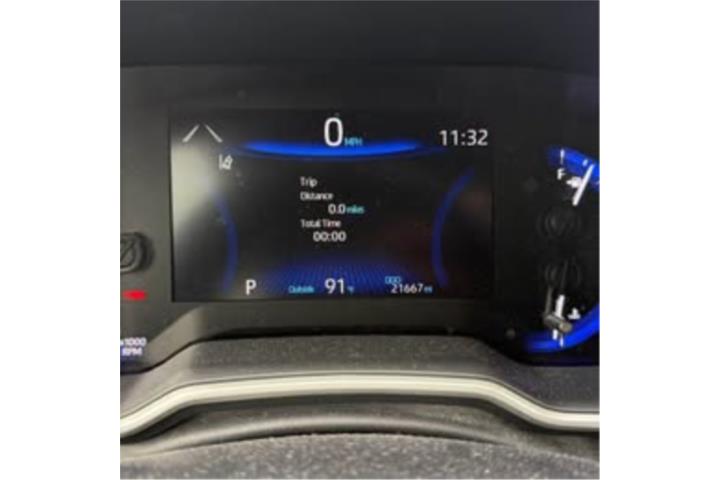 0 MPH
11:32
Trip
Distance
0.0 miles
Total Time
00:00
P
Outside 91 °F
ODO
21667 mi
F
x1000
RPM